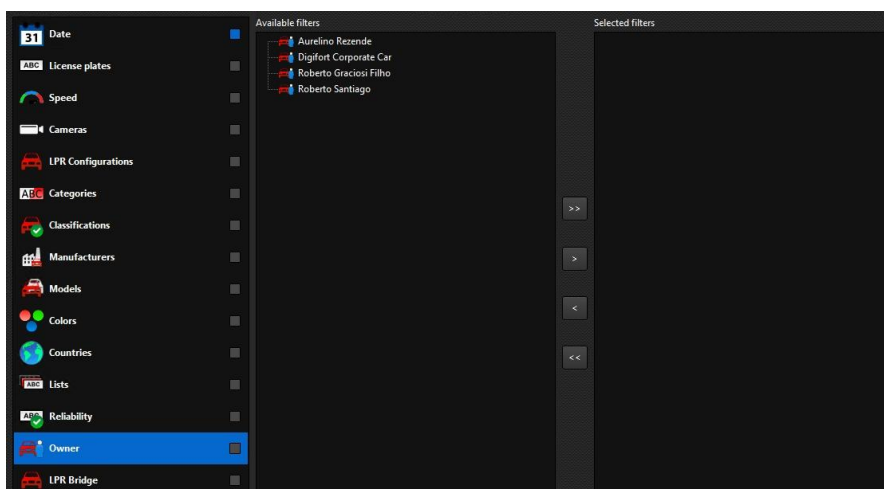 Date
License plates
Speed
Cameras
LPR Configurations
Categories
Classifications
Manufacturers
Models
Colors
Countries
Lists
Reliability
Owner
LPR Bridge
31
ABC
ABC
ABC
ABC
Available filters
Aurelino Rezende
Digifort Corporate Car
Roberto Graciosi Filho
Roberto Santiago
>>
>
<
<<
Selected filters